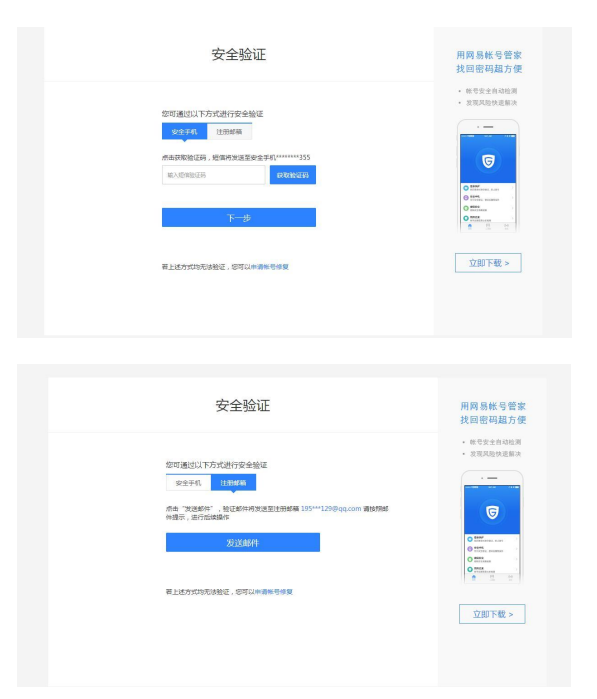 安全验证
您可通过以下方式进行安全验证
安全手机 注册邮箱
点击获取验证码，短信将发送至安全手机********355
输入短信验证码 获取验证码
下一步
若上述方式均无法验证，您可以申请帐号修复
用网易帐号管家
找回密码超方便
• 帐号安全自动检测
• 发现风险快速解决
立即下载 >
安全验证
您可通过以下方式进行安全验证
安全手机 注册邮箱
点击“发送邮件”，验证邮件将发送至注册邮箱 195***129@qq.com 请按照邮
件提示，进行后续操作
发送邮件
若上述方式均无法验证，您可以申请帐号修复
用网易帐号管家
找回密码超方便
• 帐号安全自动检测
• 发现风险快速解决
立即下载 >